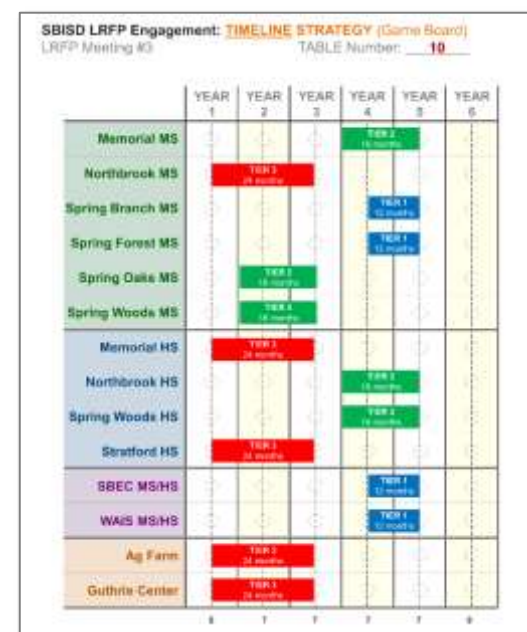 SBISD LRFP Engagement: TIMELINE STRATEGY (Game Board)
LRFP Meeting #3 TABLE Number: 10
YEAR 1 YEAR 2 YEAR 3 YEAR 4 YEAR 5 YEAR 6
Memorial MS TIER 2 18 months
Northbrook MS TIER 3 24 months
Spring Branch MS TIER 1 12 months
Spring Forest MS TIER 1 12 months
Spring Oaks MS TIER 2 18 months
Spring Woods MS TIER 2 18 months
Memorial HS TIER 3 24 months
Northbrook HS TIER 2 18 months
Spring Woods HS TIER 2 18 months
Stratford HS TIER 3 24 months
SBEC MS/HS TIER 1 12 months
WAIS MS/HS TIER 1 12 months
Ag Farm TIER 3 24 months
Guthrie Center TIER 3 24 months
7 7 7 7